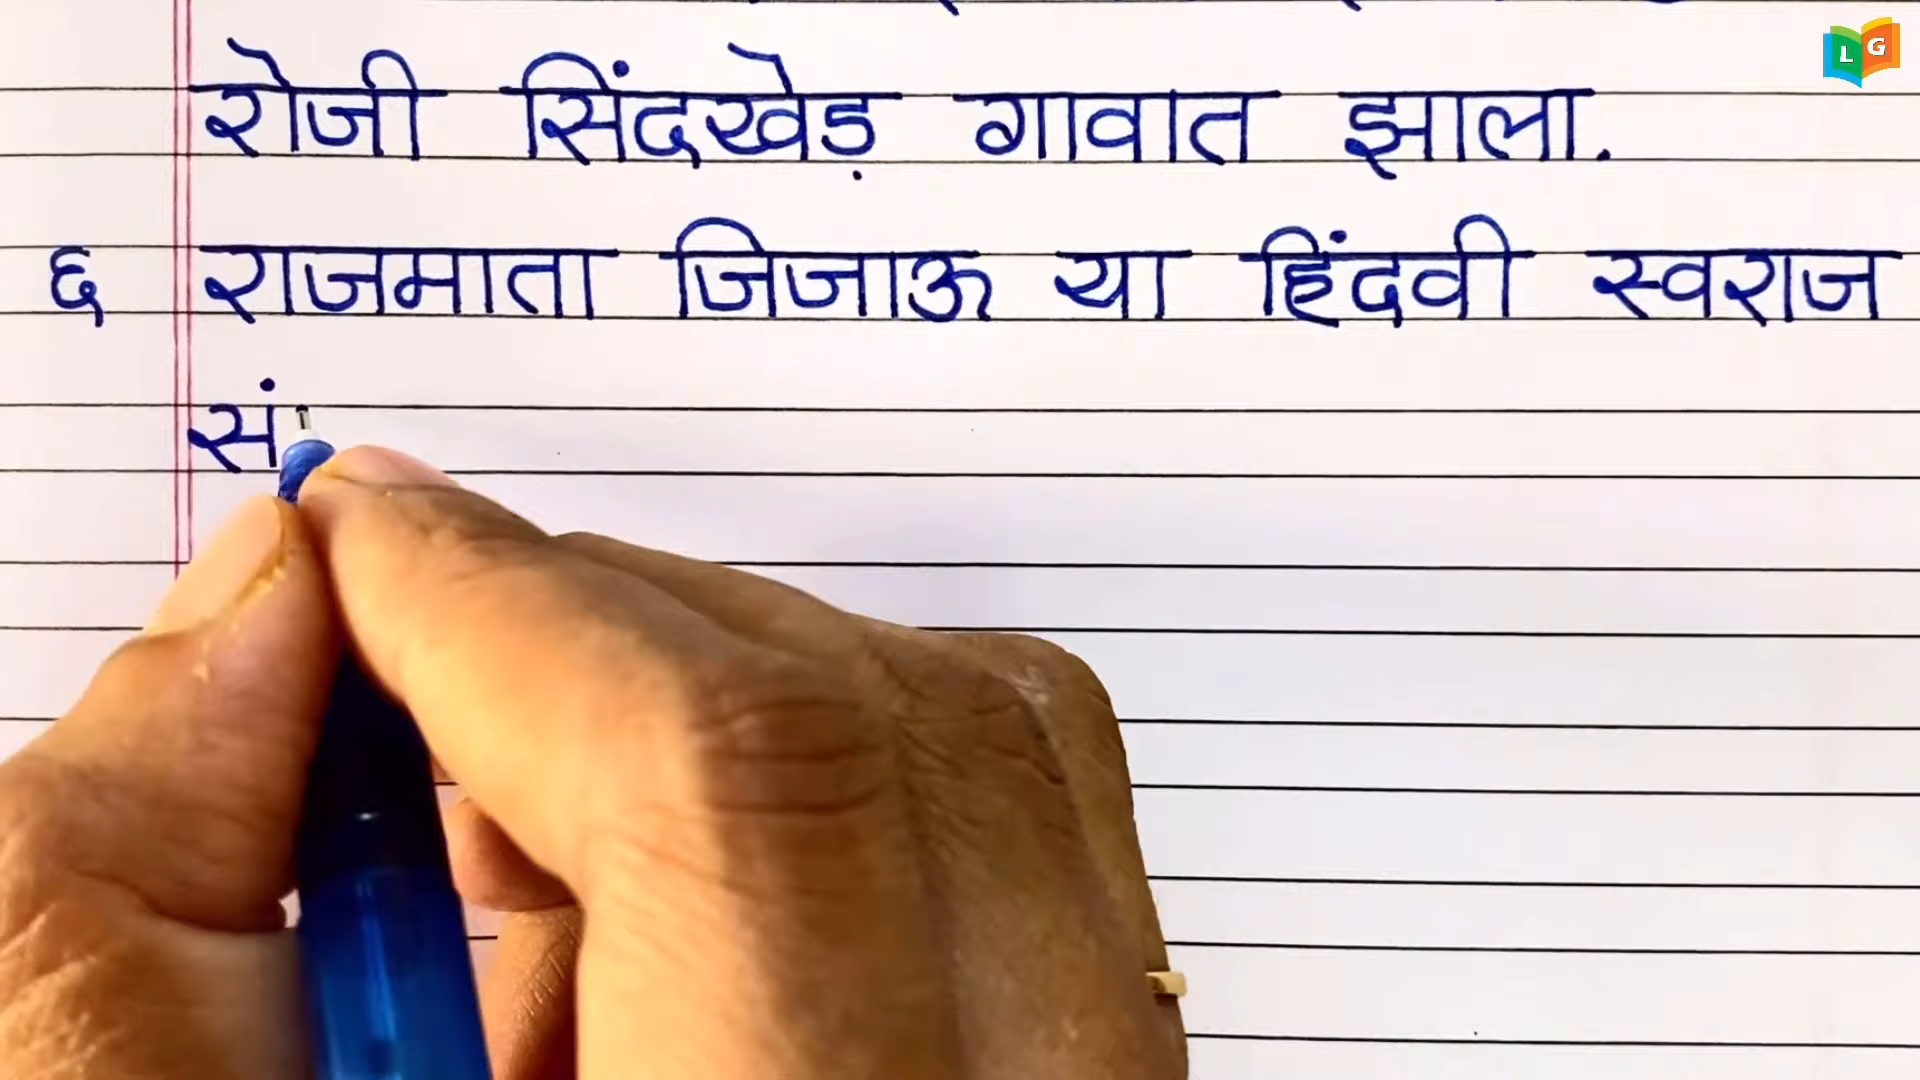 L G
रोजी सिंदखेड़ गावात झाला.
६ राजमाता जिजाऊ या हिंदवी स्वराज
सं